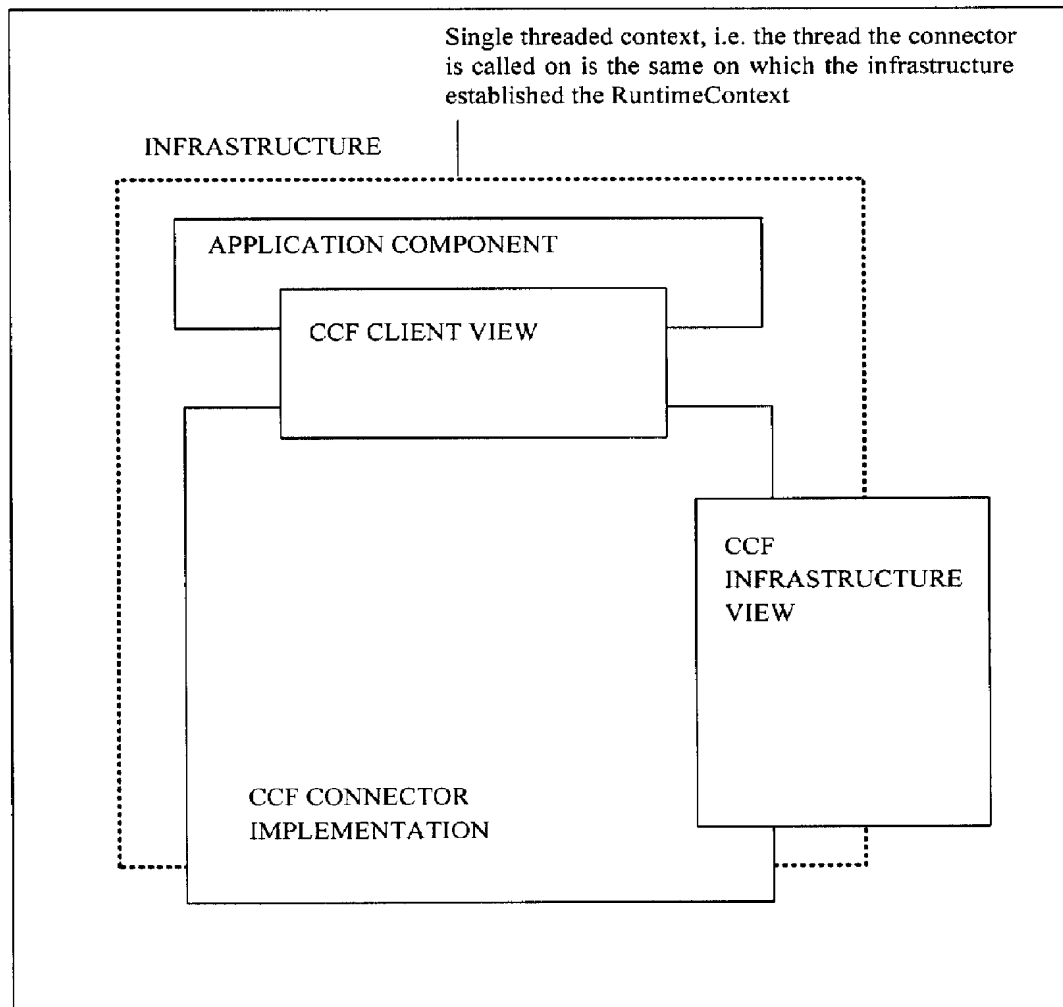 Single threaded context, i.e. the thread the connector
is called on is the same on which the infrastructure
established the RuntimeContext
INFRASTRUCTURE
APPLICATION COMPONENT
CCF CLIENT VIEW
CCF
INFRASTRUCTURE
VIEW
CCF CONNECTOR
IMPLEMENTATION